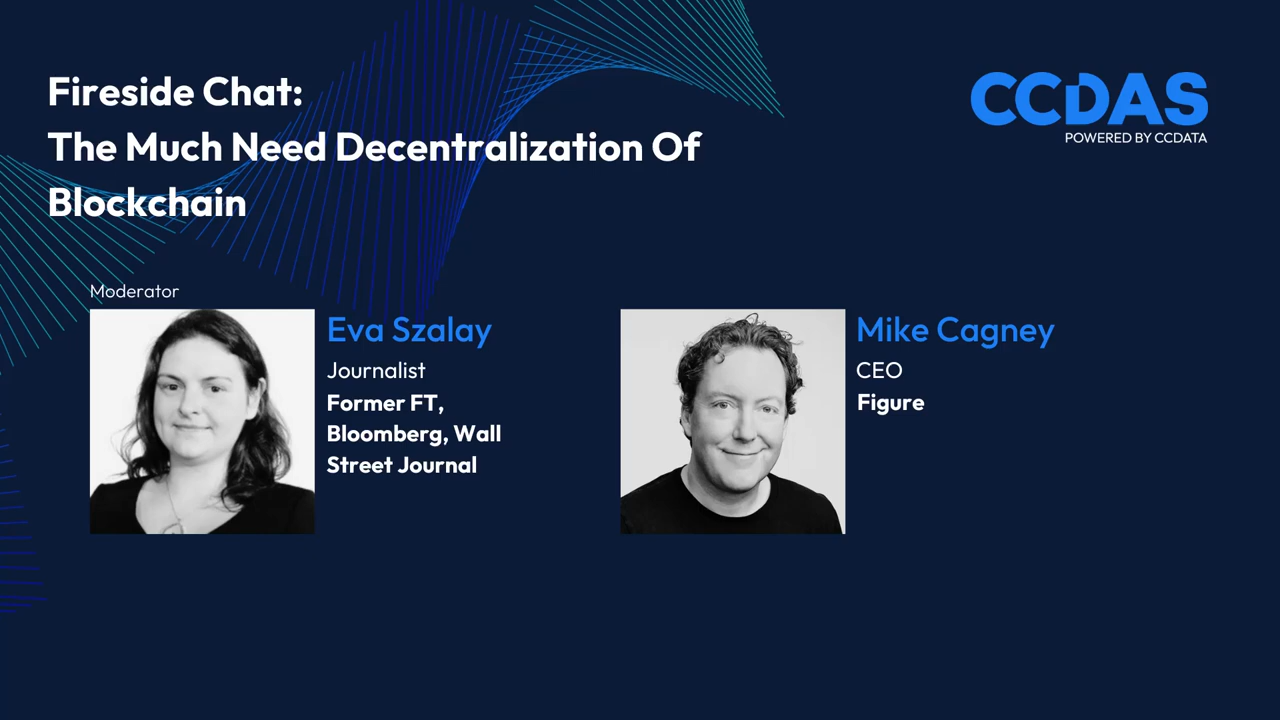 Fireside Chat:
The Much Need Decentralization Of
Blockchain
CCDAS
POWERED BY CCDATA
Moderator
Eva Szalay
Journalist
Former FT,
Bloomberg, Wall
Street Journal
Mike Cagney
CEO
Figure